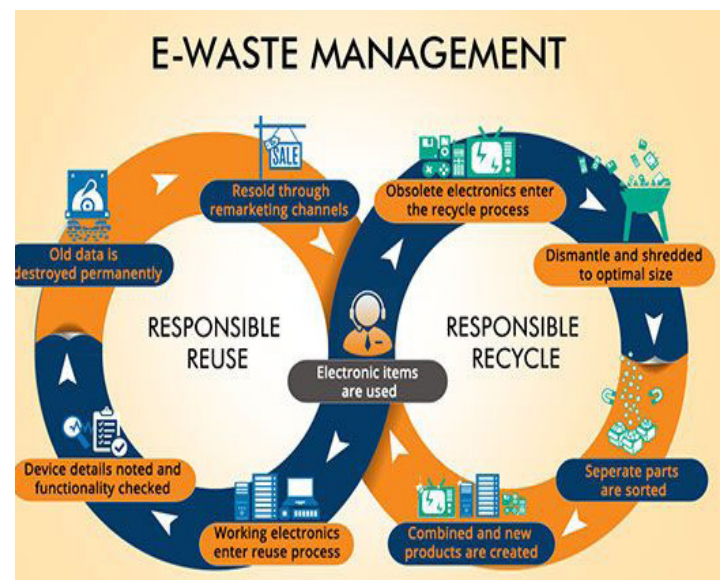 E-WASTE MANAGEMENT
SALE
Resold through
remarketing channels
Obsolete electronics enter
the recycle process
Old data is
destroyed permanently
Dismantle and shredded
to optimal size
RESPONSIBLE
REUSE
RESPONSIBLE
RECYCLE
Electronic items
are used
Device details noted and
functionality checked
Seperate parts
are sorted
Working electronics
enter reuse process
Combined and new
products are created